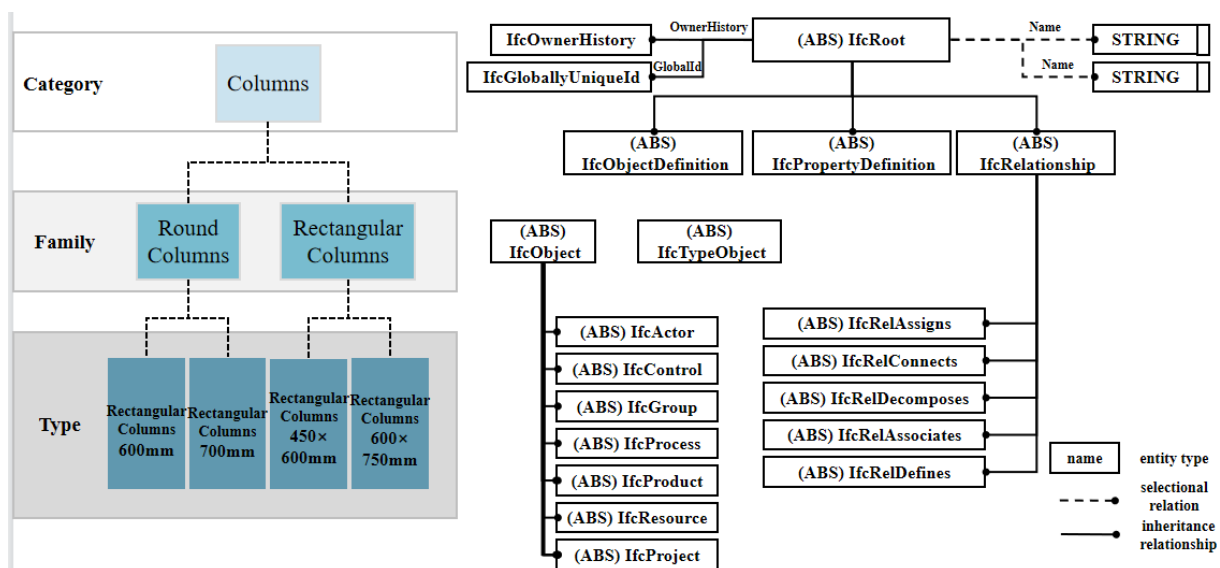 Category
Columns
Family
Round
Columns
Rectangular
Columns
Type
Rectangular
Columns
600mm
Rectangular
Columns
700mm
Rectangular
Columns
450×
600mm
Rectangular
Columns
600×
750mm
IfcOwnerHistory
OwnerHistory
(ABS) IfcRoot
Name
STRING
IfcGloballyUniqueId
GlobalId
Name
STRING
(ABS)
IfcObjectDefinition
(ABS)
IfcPropertyDefinition
(ABS)
IfcRelationship
(ABS)
IfcObject
(ABS)
IfcTypeObject
(ABS) IfcActor
(ABS) IfcControl
(ABS) IfcGroup
(ABS) IfcProcess
(ABS) IfcProduct
(ABS) IfcResource
(ABS) IfcProject
(ABS) IfcRelAssigns
(ABS) IfcRelConnects
(ABS) IfcRelDecomposes
(ABS) IfcRelAssociates
(ABS) IfcRelDefines
name
entity type
selectional
relation
inheritance
relationship